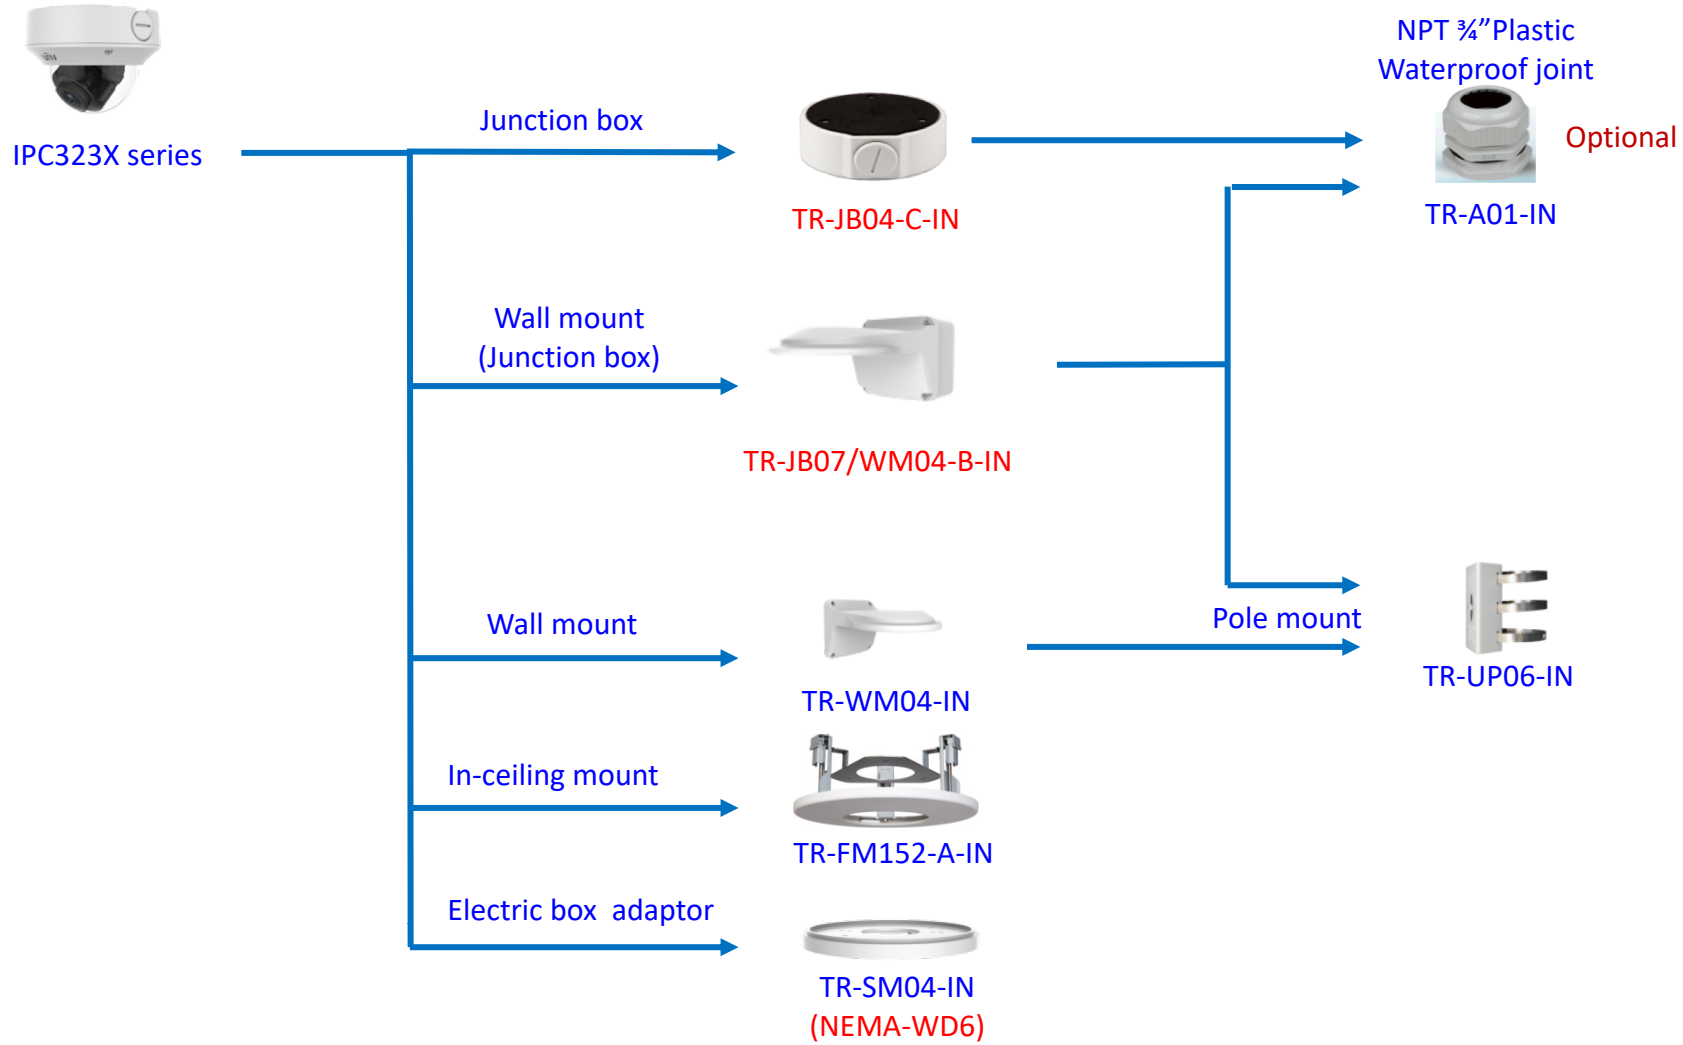 NPT ¾”Plastic
Waterproof joint
IPC323X series
Junction box
Optional
TR-JB04-C-IN
TR-A01-IN
Wall mount
(Junction box)
TR-JB07/WM04-B-IN
Wall mount
Pole mount
TR-WM04-IN
TR-UP06-IN
In-ceiling mount
TR-FM152-A-IN
Electric box  adaptor
TR-SM04-IN
(NEMA-WD6)